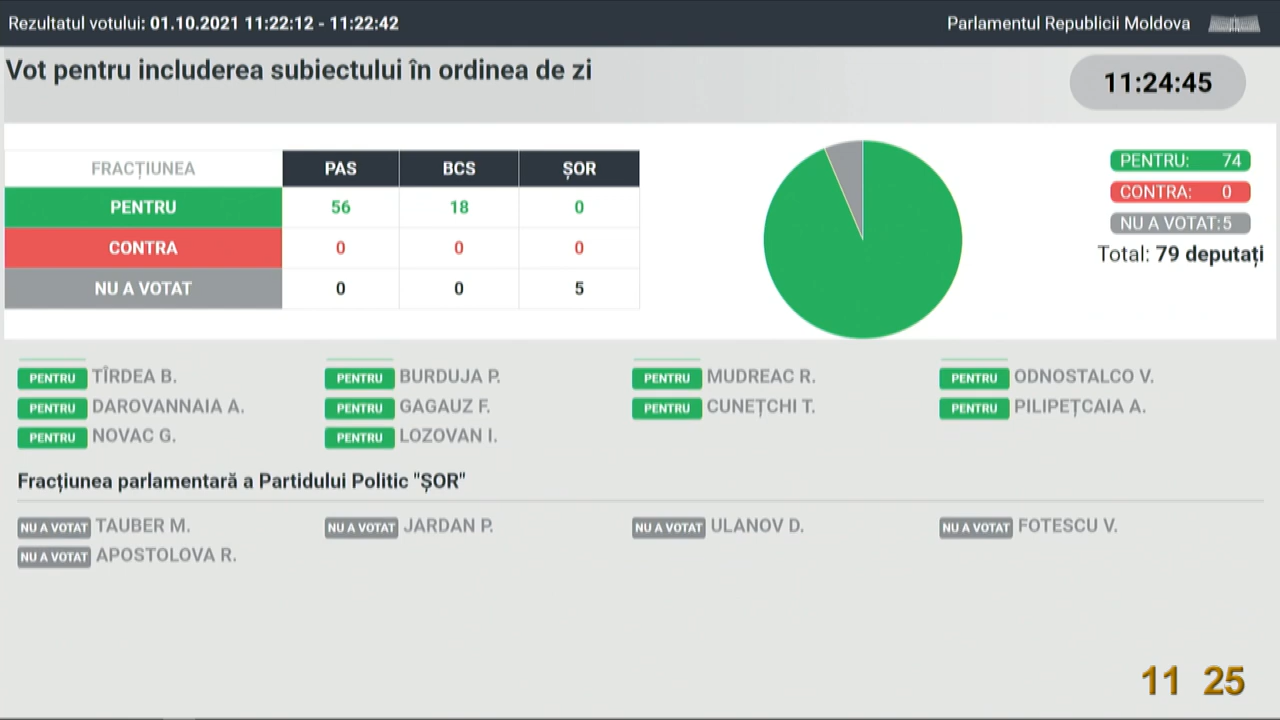 Rezultatul votului: 01.10.2021 11:22:12 - 11:22:42
Parlamentul Republicii Moldova
Vot pentru includerea subiectului în ordinea de zi
11:24:45
FRACȚIUNEA PAS BCS ȘOR
PENTRU 56 18 0
CONTRA 0 0 0
NU A VOTAT 0 0 5
PENTRU: 74
CONTRA: 0
NU A VOTAT: 5
Total: 79 deputați
PENTRU TÎRDEA B. PENTRU BURDUJA P. PENTRU MUDREAC R. PENTRU ODNOSTALCO V.
PENTRU DAROVANNAIA A. PENTRU GAGAUZ F. PENTRU CUNEȚCHI T. PENTRU PILIPEȚCAIA A.
PENTRU NOVAC G. PENTRU LOZOVAN I.
Fracțiunea parlamentară a Partidului Politic "ȘOR"
NU A VOTAT TAUBER M. NU A VOTAT JARDAN P. NU A VOTAT ULANOV D. NU A VOTAT FOTESCU V.
NU A VOTAT APOSTOLOVA R.
11 25